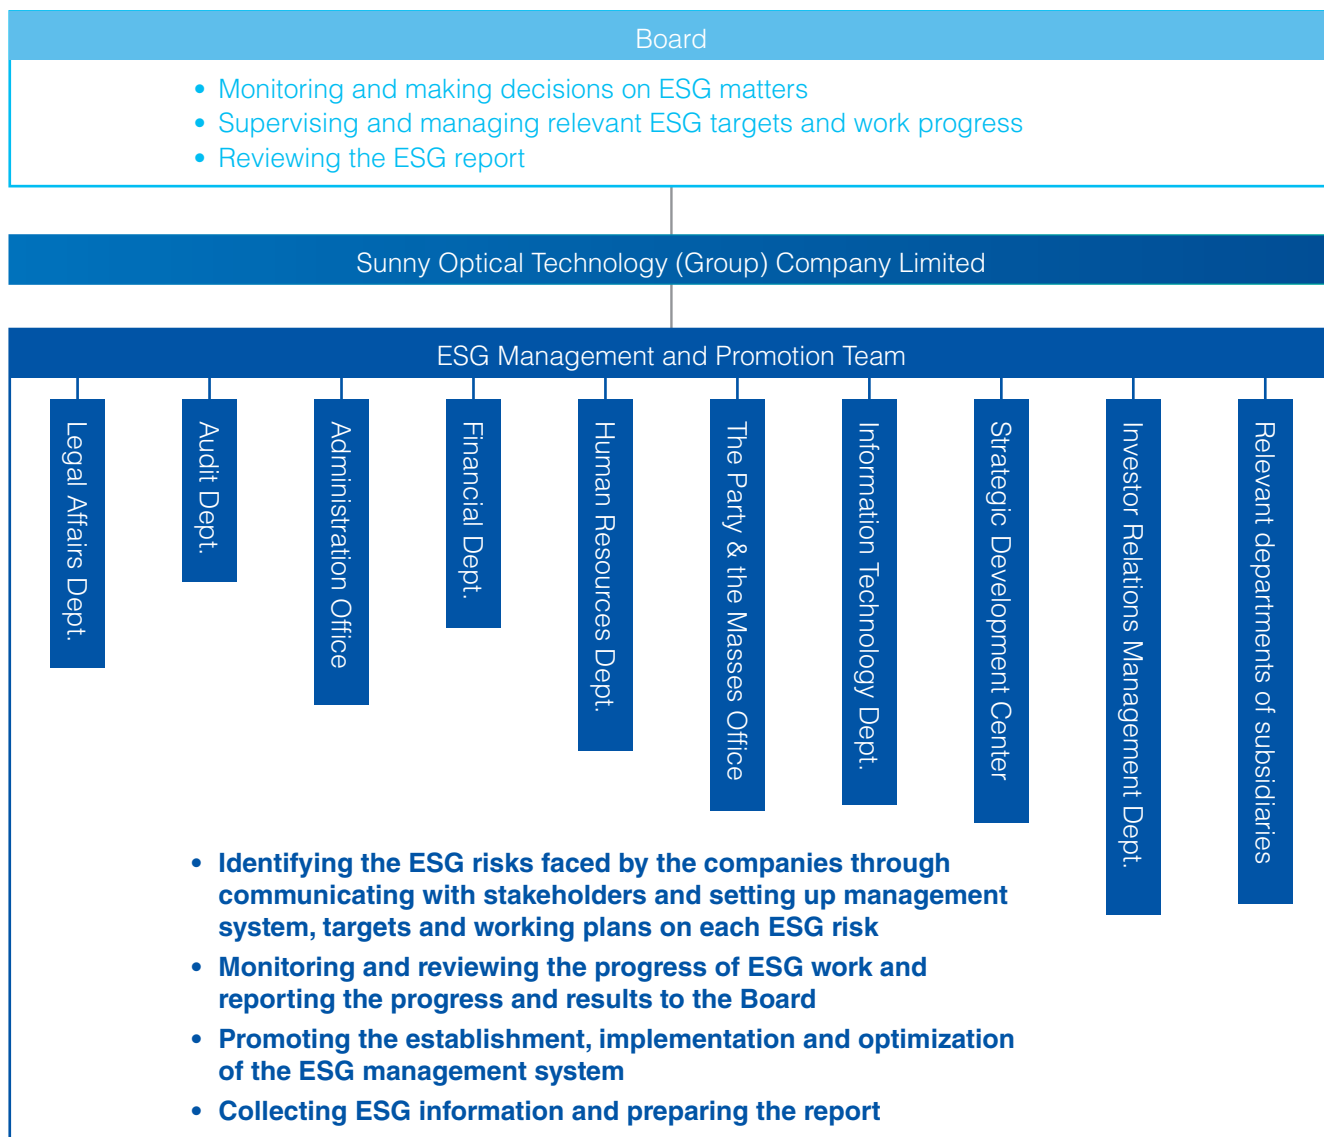 Board
• Monitoring and making decisions on ESG matters
• Supervising and managing relevant ESG targets and work progress
• Reviewing the ESG report
Sunny Optical Technology (Group) Company Limited
ESG Management and Promotion Team
Legal Affairs Dept.
Audit Dept.
Administration Office
Financial Dept.
Human Resources Dept.
The Party & the Masses Office
Information Technology Dept.
Strategic Development Center
Investor Relations Management Dept.
Relevant departments of subsidiaries
• Identifying the ESG risks faced by the companies through
communicating with stakeholders and setting up management
system, targets and working plans on each ESG risk
• Monitoring and reviewing the progress of ESG work and
reporting the progress and results to the Board
• Promoting the establishment, implementation and optimization
of the ESG management system
• Collecting ESG information and preparing the report